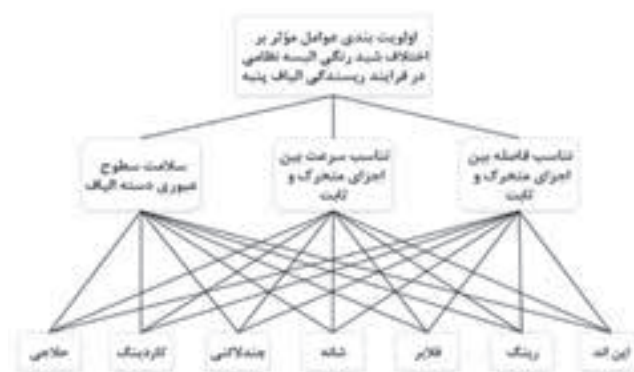 اولویت بندی عوامل مؤثر بر
اختلاف شید رنگی البسه نظامی
در فرایند ریسندگی الیاف پنبه
تناسب فاصله بین
اجزای متحرک و
ثابت
تناسب سرعت بین
اجزای متحرک و
ثابت
سلامت سطوح
عبوری دسته الیاف
اپن اند
رینگ
فلایر
شانه
چندلاکنی
کاردینگ
حلاجی